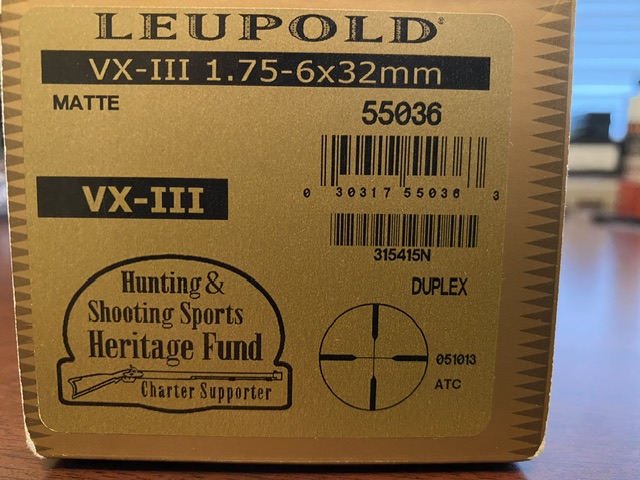 LEUPOLD®
VX-III 1.75-6x32mm
MATTE
55036
0 30317 55036 3
VX-III
315415N
DUPLEX
Hunting &
Shooting Sports
Heritage Fund
Charter Supporter
051013
ATC